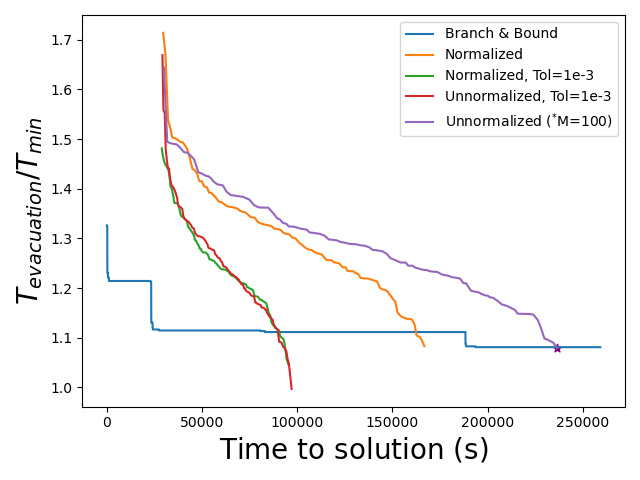 Branch & Bound
Normalized
Normalized, Tol=1e-3
Unnormalized, Tol=1e-3
Unnormalized (*M=100)
1.7
1.6
1.5
1.4
1.3
1.2
1.1
1.0
T_evacuation/T_min
0 50000 100000 150000 200000 250000
Time to solution (s)